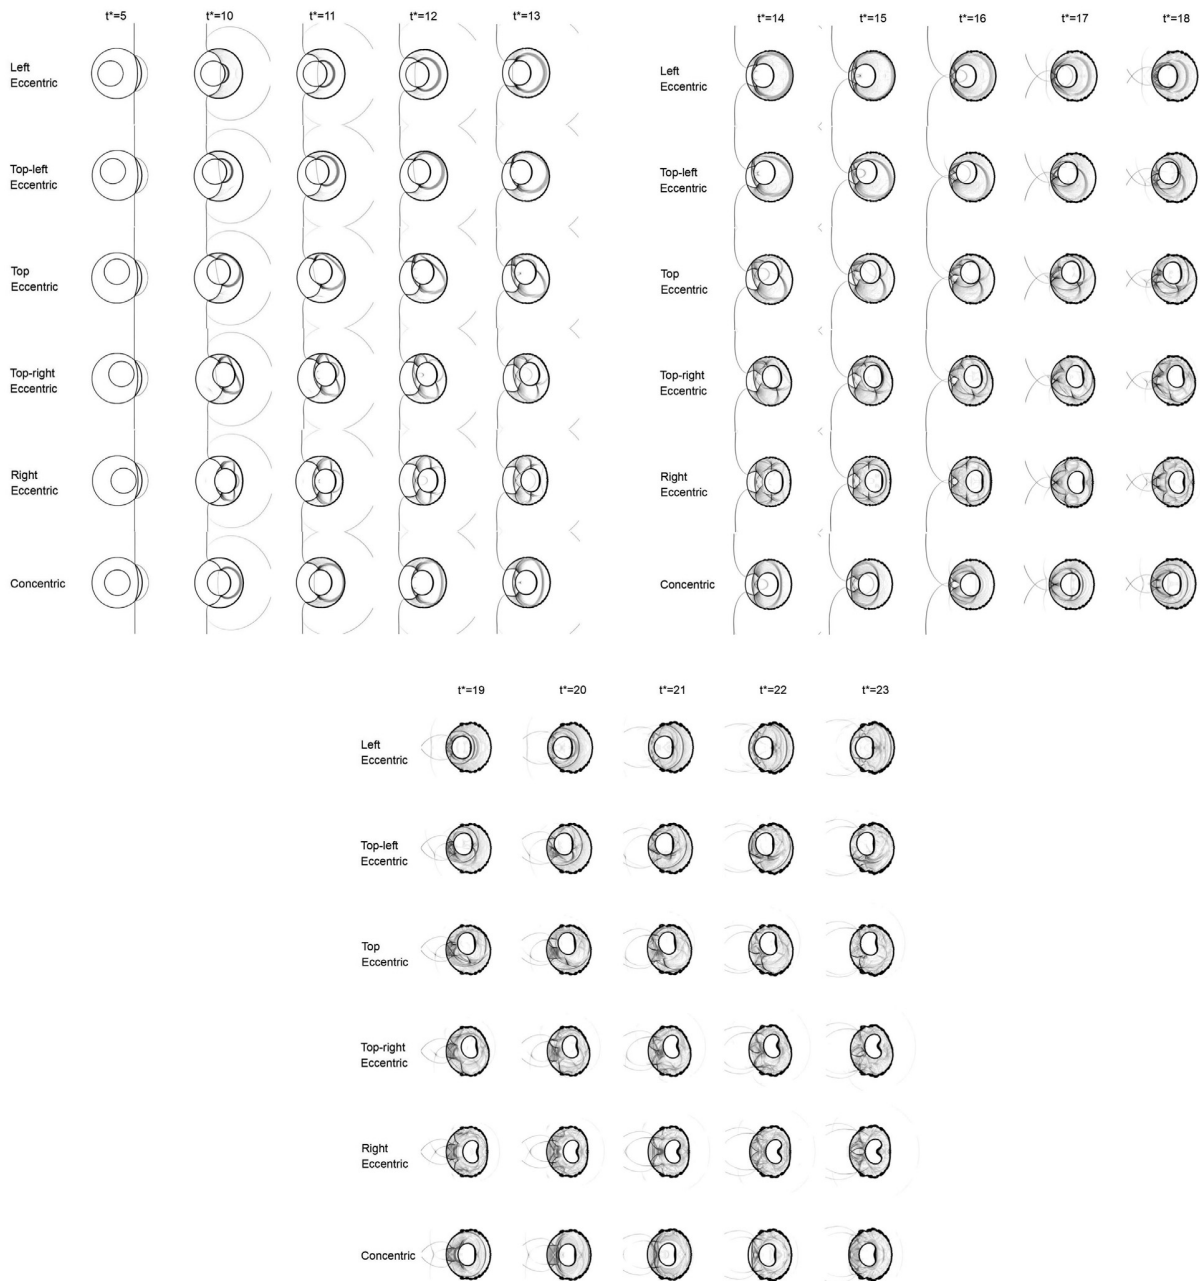 t*=5 t*=10 t*=11 t*=12 t*=13
Left
Eccentric
Top-left
Eccentric
Top
Eccentric
Top-right
Eccentric
Right
Eccentric
Concentric
t*=14 t*=15 t*=16 t*=17 t*=18
Left
Eccentric
Top-left
Eccentric
Top
Eccentric
Top-right
Eccentric
Right
Eccentric
Concentric
t*=19 t*=20 t*=21 t*=22 t*=23
Left
Eccentric
Top-left
Eccentric
Top
Eccentric
Top-right
Eccentric
Right
Eccentric
Concentric